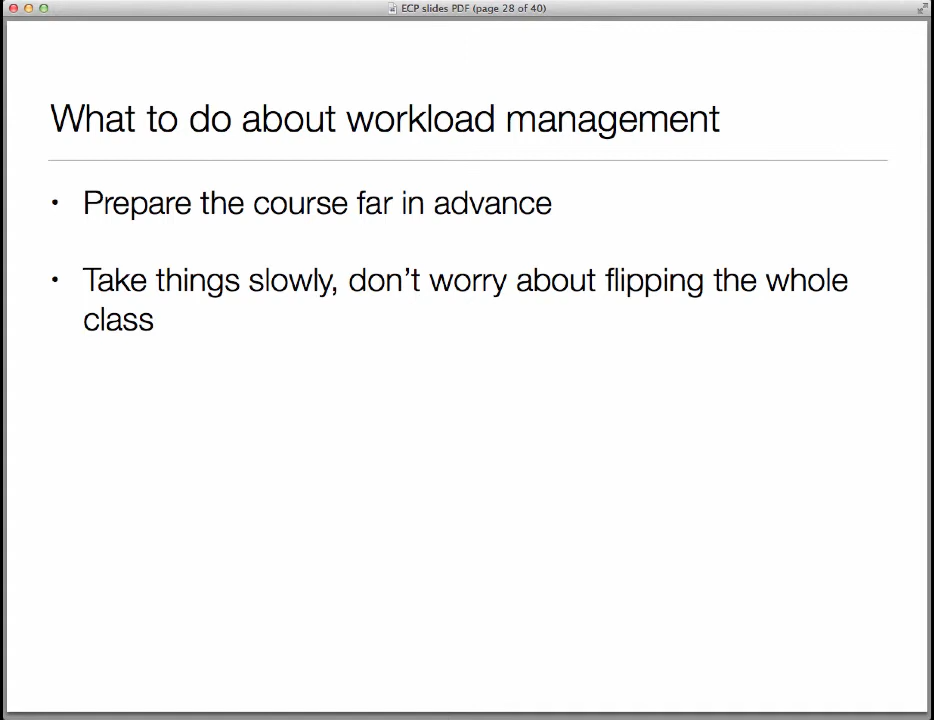 ECP slides PDF (page 28 of 40)
What to do about workload management
• Prepare the course far in advance
• Take things slowly, don’t worry about flipping the whole
class